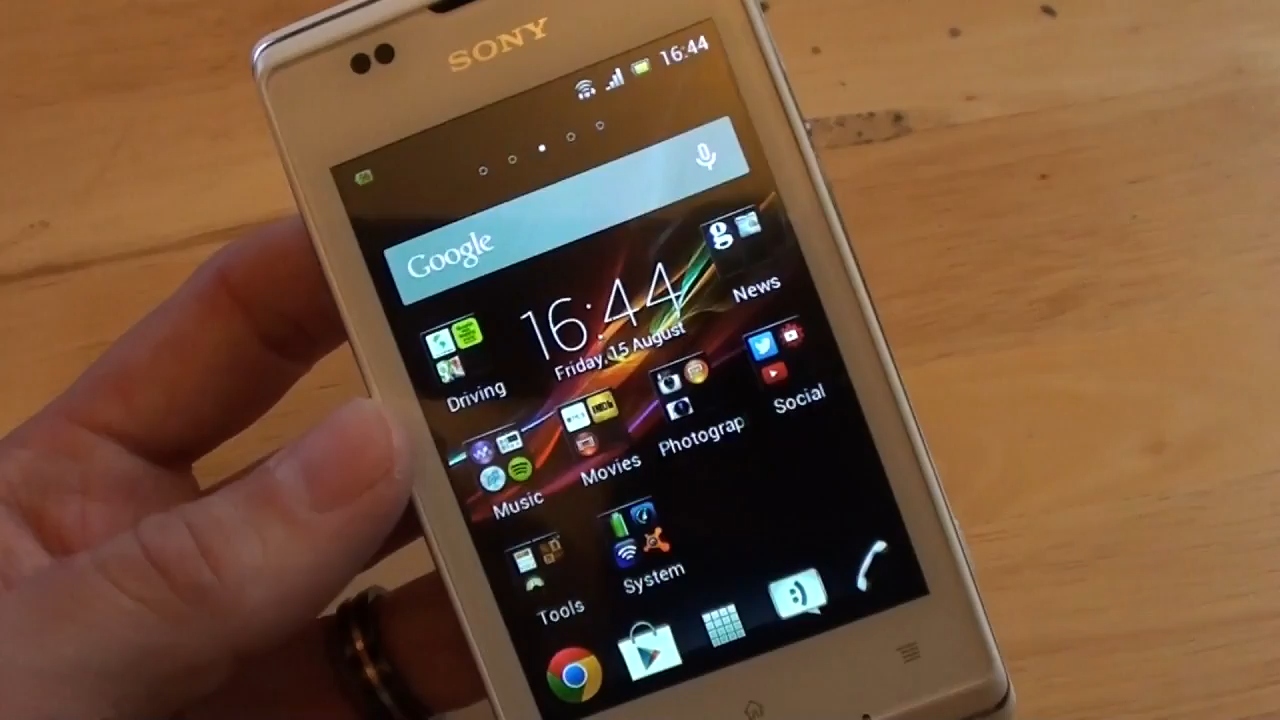 SONY
16:44
Google
16:44
Friday, 15 August
News
Driving
Social
Photograp
Movies
Music
System
Tools